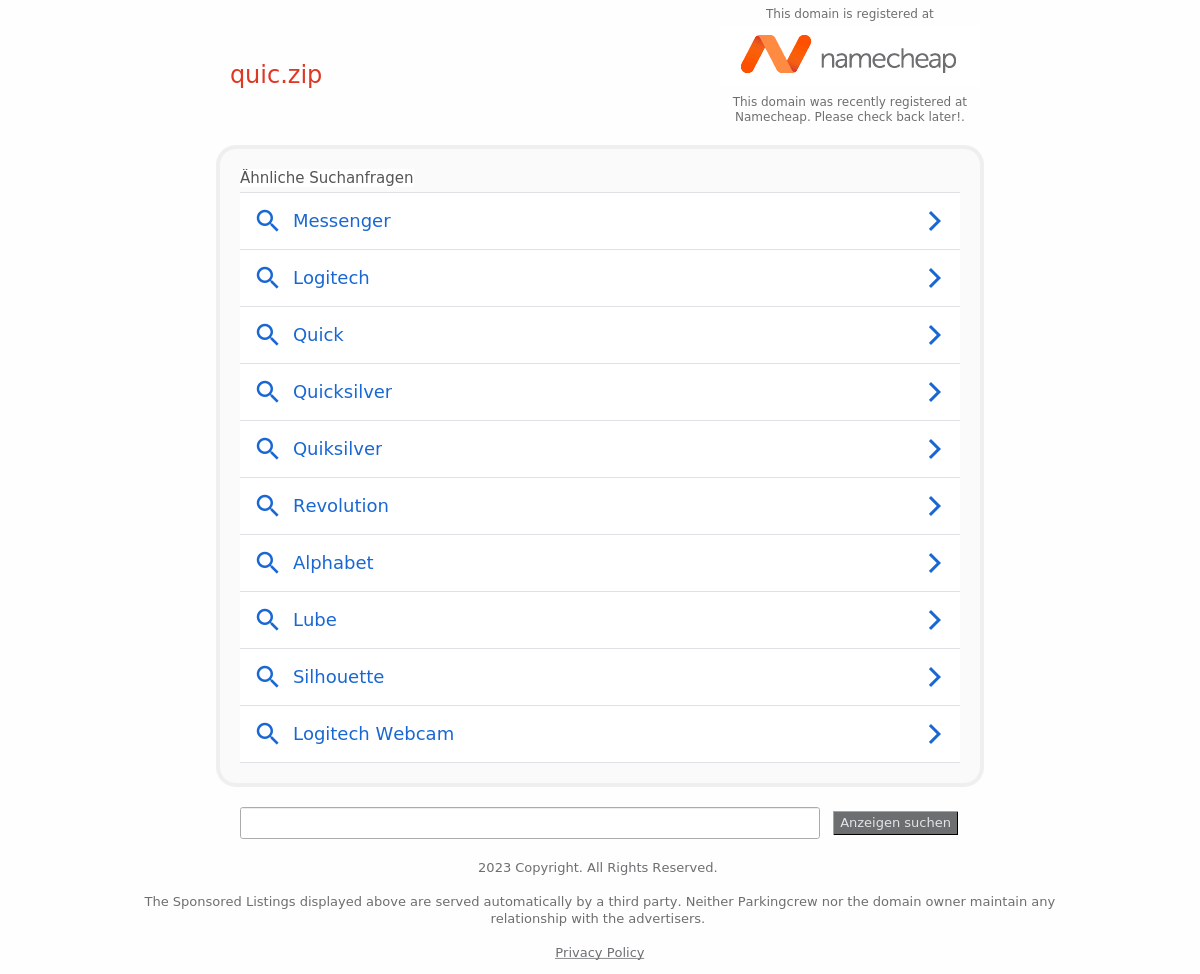 This domain is registered at
namecheap
quic.zip
This domain was recently registered at
Namecheap. Please check back later!.
Ähnliche Suchanfragen
Messenger
Logitech
Quick
Quicksilver
Quiksilver
Revolution
Alphabet
Lube
Silhouette
Logitech Webcam
Anzeigen suchen
2023 Copyright. All Rights Reserved.
The Sponsored Listings displayed above are served automatically by a third party. Neither Parkingcrew nor the domain owner maintain any
relationship with the advertisers.
Privacy Policy